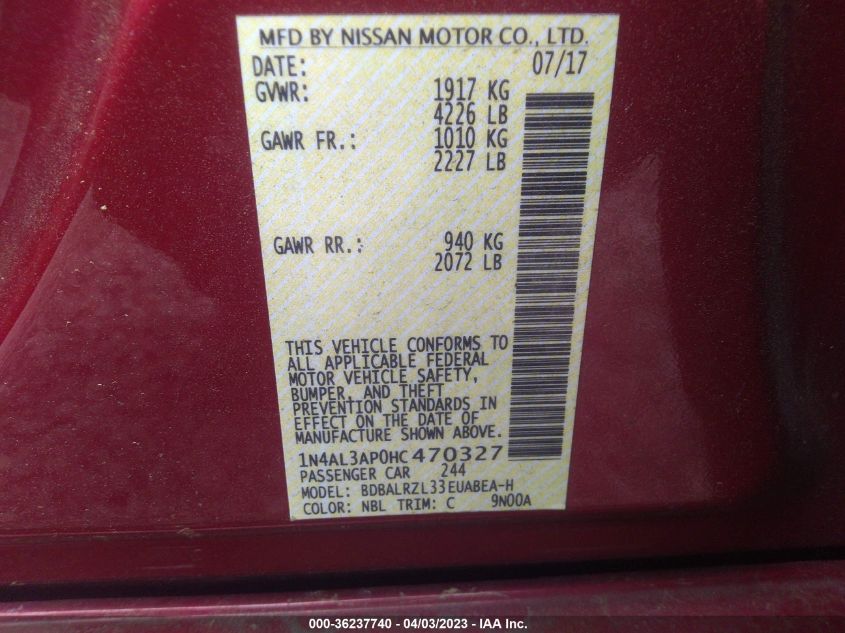 MFD BY NISSAN MOTOR CO., LTD.
DATE: 07/17
GVWR: 1917 KG
4226 LB
GAWR FR.: 1010 KG
2227 LB
GAWR RR.: 940 KG
2072 LB
THIS VEHICLE CONFORMS TO
ALL APPLICABLE FEDERAL
MOTOR VEHICLE SAFETY,
BUMPER, AND THEFT
PREVENTION STANDARDS IN
EFFECT ON THE DATE OF
MANUFACTURE SHOWN ABOVE.
1N4AL3AP0HC470327
PASSENGER CAR 244
MODEL: BDBALRZL33EUABEA-H
COLOR: NBL TRIM: C 9N00A
000-36237740 - 04/03/2023 - IAA Inc.